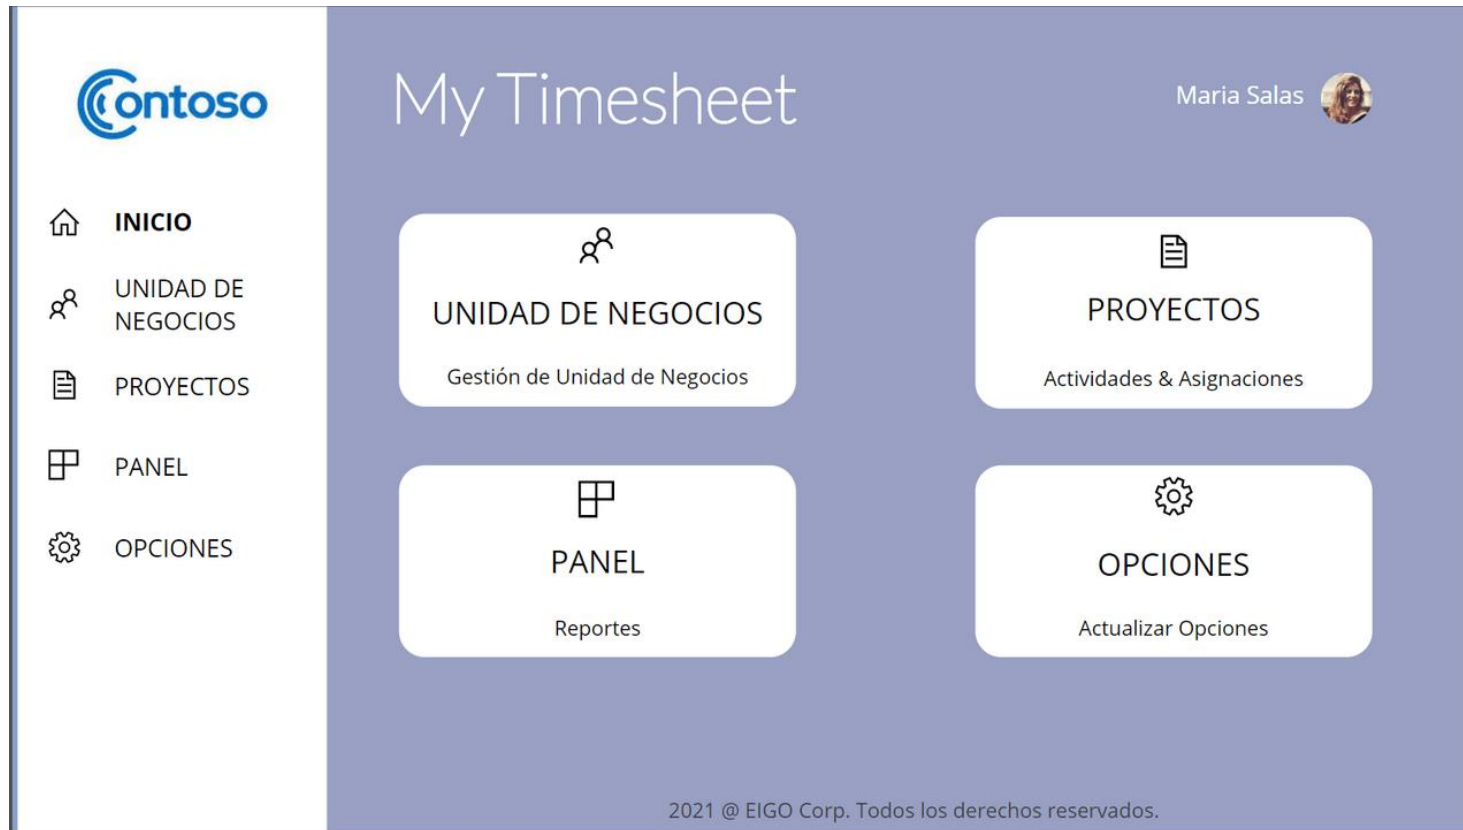 Contoso
My Timesheet
Maria Salas
INICIO
UNIDAD DE
NEGOCIOS
PROYECTOS
PANEL
OPCIONES
UNIDAD DE NEGOCIOS
Gestión de Unidad de Negocios
PROYECTOS
Actividades & Asignaciones
PANEL
Reportes
OPCIONES
Actualizar Opciones
2021 @ EIGO Corp. Todos los derechos reservados.